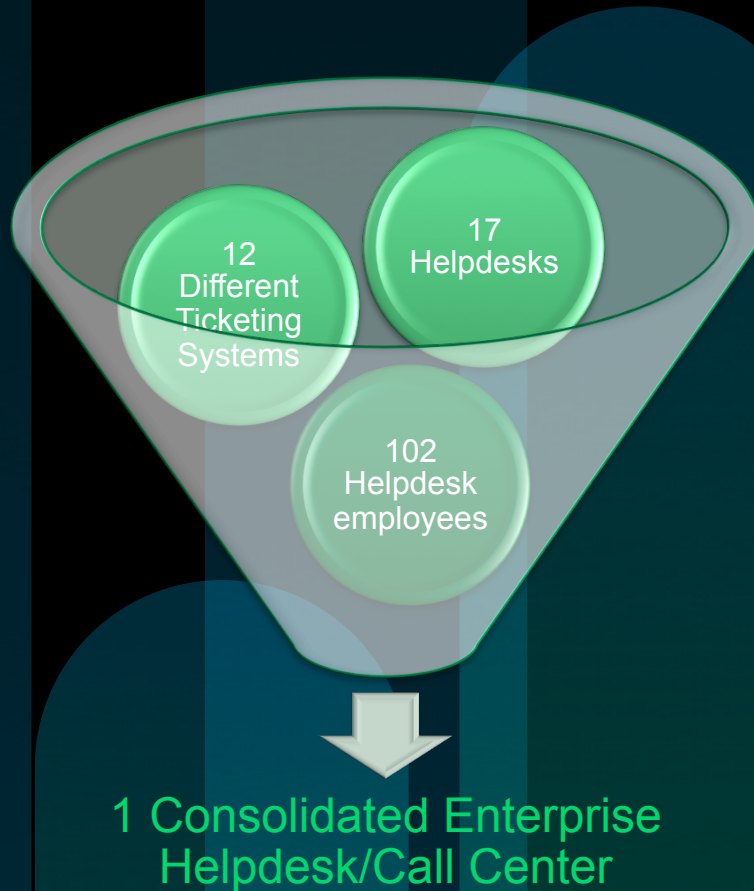 12
Different
Ticketing
Systems
17
Helpdesks
102
Helpdesk
employees
1 Consolidated Enterprise
Helpdesk/Call Center